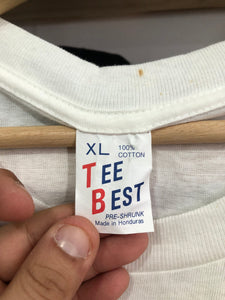 XL 100% COTTON
TEE
BEST
PRE-SHRUNK
Made in Honduras